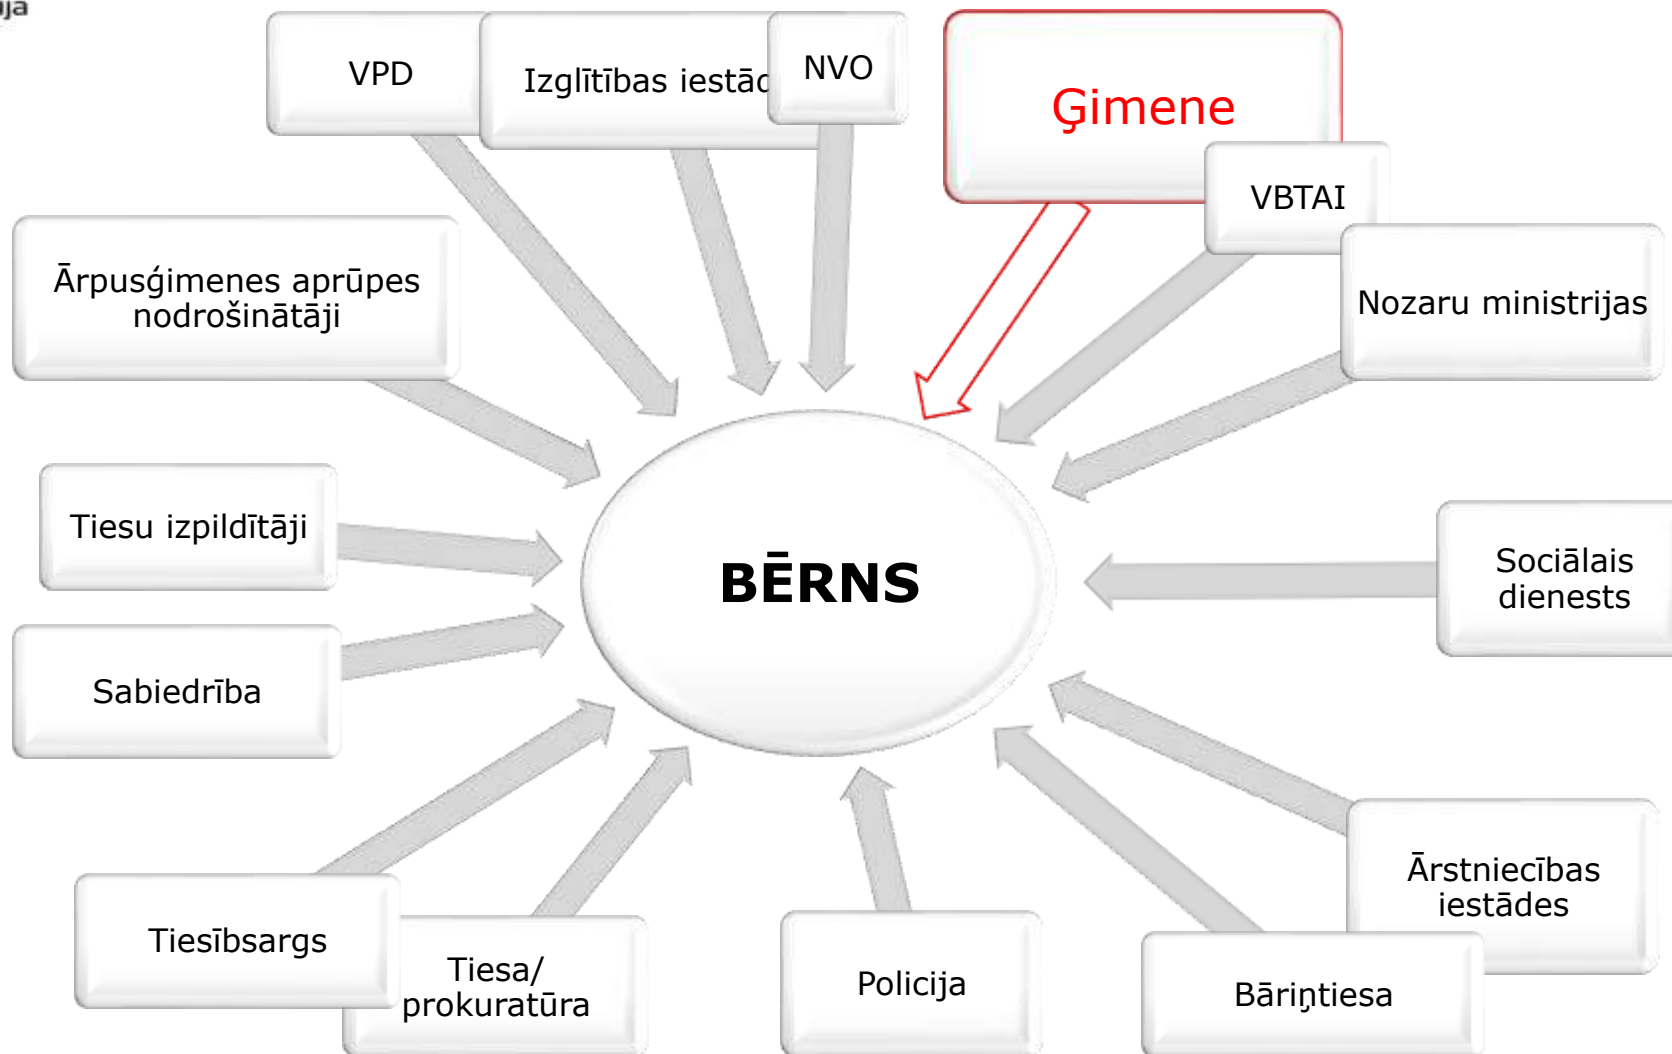 VPD
Izglītības iestād
NVO
Ģimene
VBTAI
Nozaru ministrijas
Ārpusģimenes aprūpes
nodrošinātāji
Tiesu izpildītāji
BĒRNS
Sociālais
dienests
Sabiedrība
Ārstniecības
iestādes
Tiesībsargs
Tiesa/
prokuratūra
Policija
Bāriņtiesa